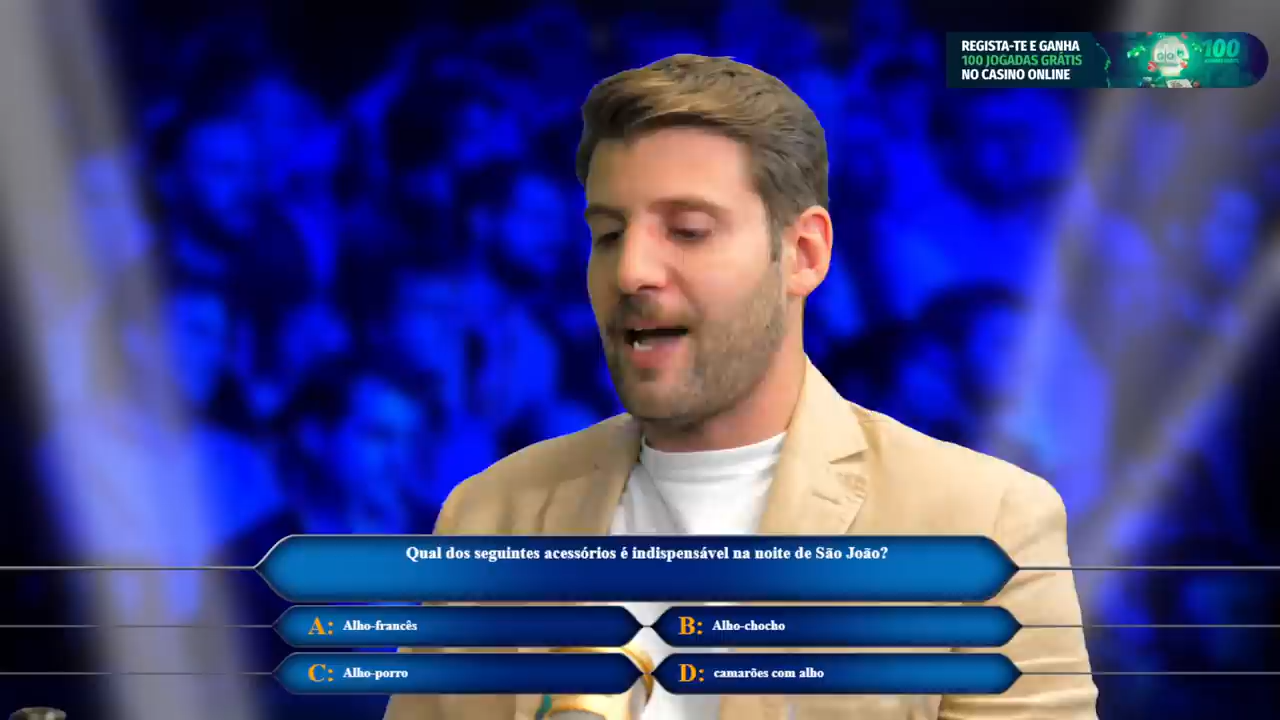 REGISTA-TE E GANHA
100 JOGADAS GRÁTIS
NO CASINO ONLINE
100
Qual dos seguintes acessórios é indispensável na noite de São João?
A: Alho-francês
B: Alho-chocho
C: Alho-porro
D: camarões com alho